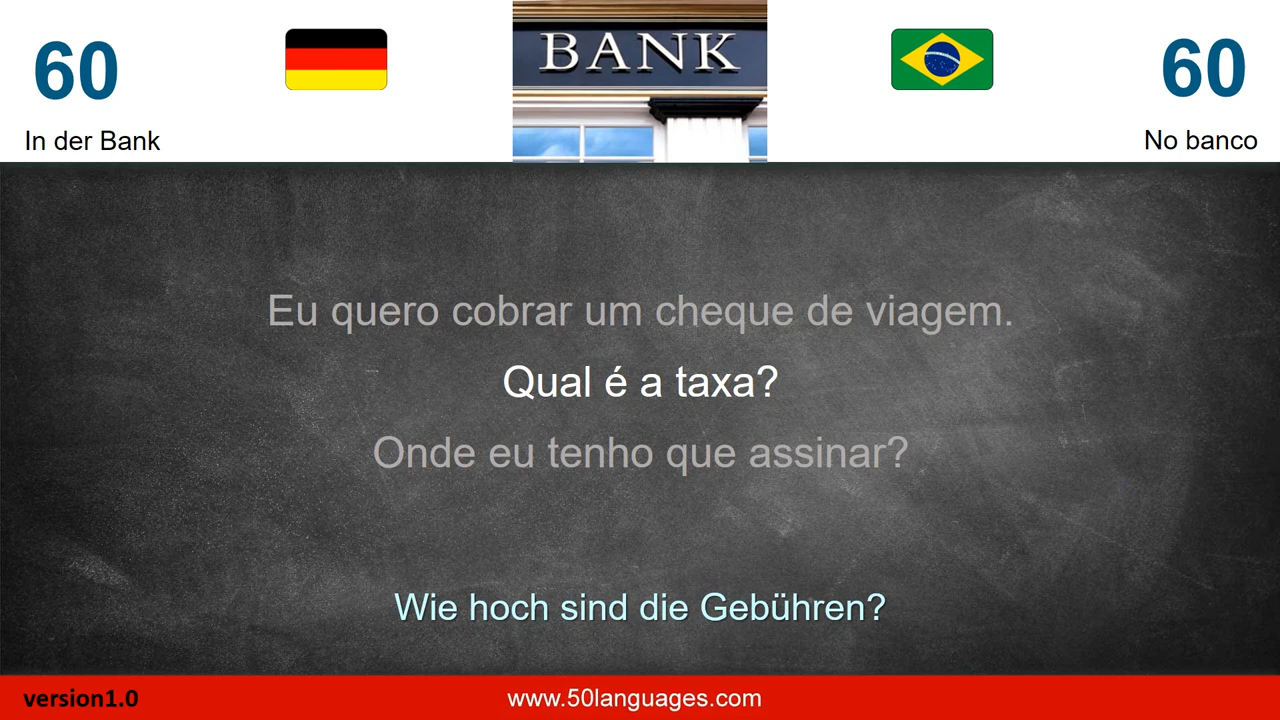 60
In der Bank
BANK
60
No banco
Eu quero cobrar um cheque de viagem.
Qual é a taxa?
Onde eu tenho que assinar?
Wie hoch sind die Gebühren?
version1.0
www.50languages.com